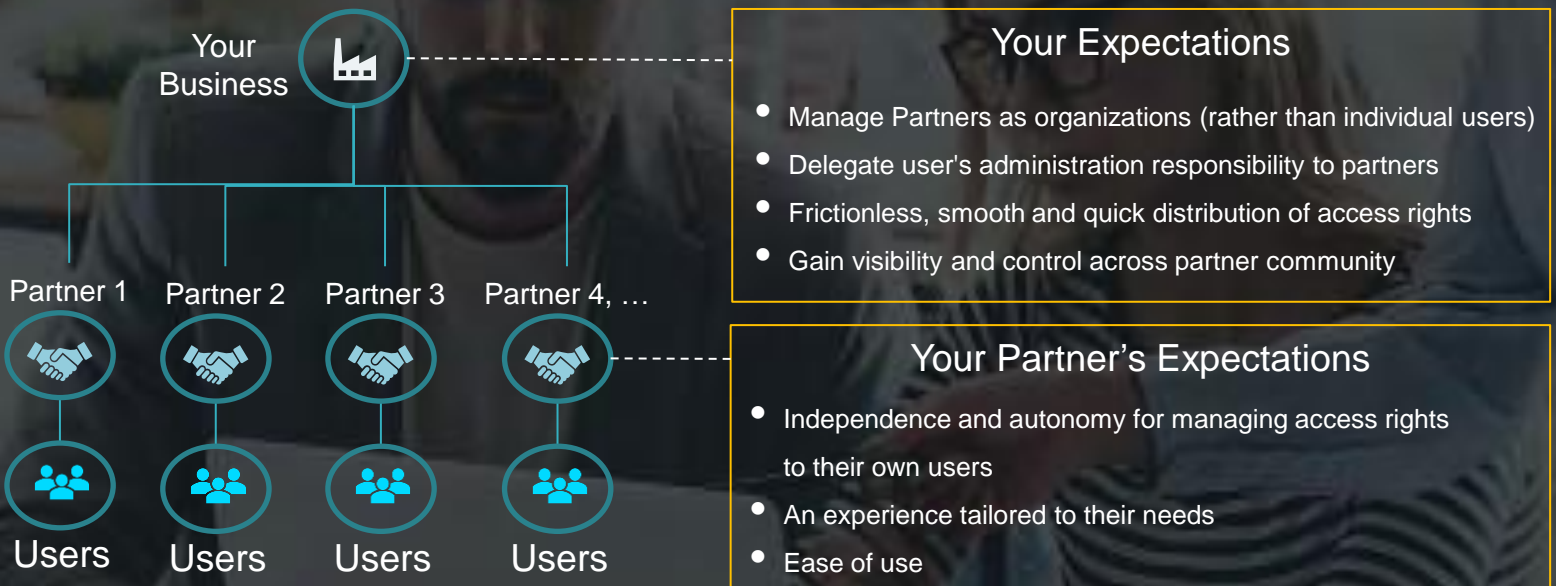 Your
Business
Partner 1
Partner 2
Partner 3
Partner 4, …
Users
Users
Users
Users
Your Expectations
• Manage Partners as organizations (rather than individual users)
• Delegate user's administration responsibility to partners
• Frictionless, smooth and quick distribution of access rights
• Gain visibility and control across partner community
Your Partner’s Expectations
• Independence and autonomy for managing access rights
to their own users
• An experience tailored to their needs
• Ease of use